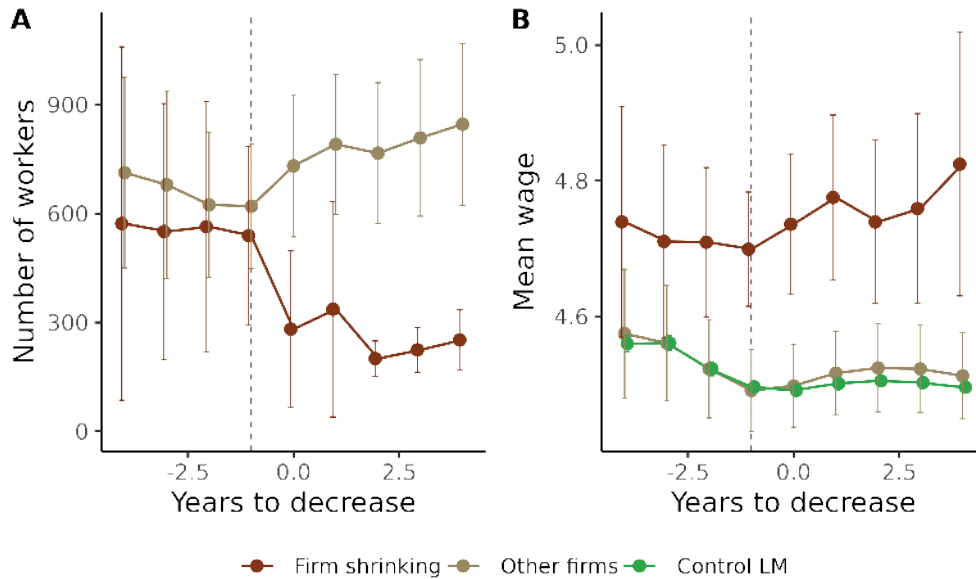 A
Number of workers
900
600
300
0
-2.5 0.0 2.5
Years to decrease
B
Mean wage
5.0
4.8
4.6
-2.5 0.0 2.5
Years to decrease
Firm shrinking Other firms Control LM